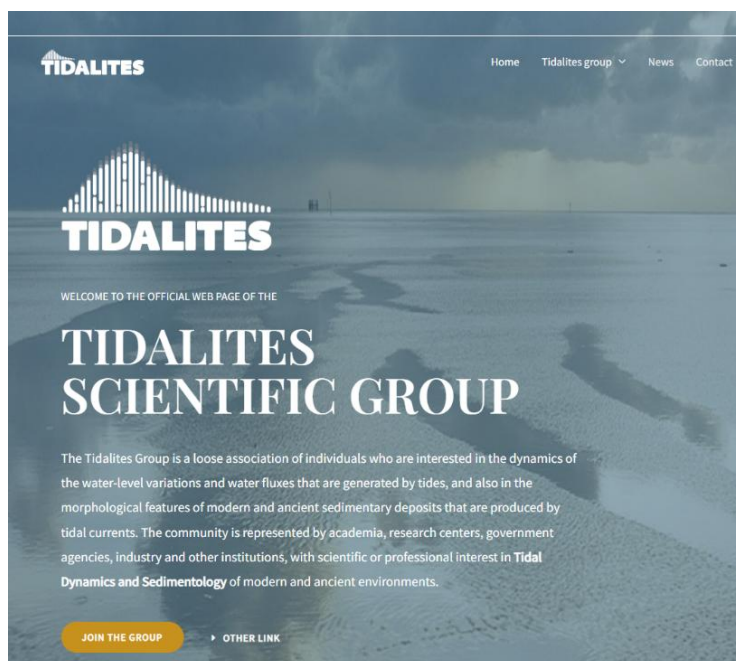 TIDALITES
Home Tidalites group News Contact
TIDALITES
WELCOME TO THE OFFICIAL WEB PAGE OF THE
TIDALITES
SCIENTIFIC GROUP
The Tidalites Group is a loose association of individuals who are interested in the dynamics of
the water-level variations and water fluxes that are generated by tides, and also in the
morphological features of modern and ancient sedimentary deposits that are produced by
tidal currents. The community is represented by academia, research centers, government
agencies, industry and other institutions, with scientific or professional interest in Tidal
Dynamics and Sedimentology of modern and ancient environments.
JOIN THE GROUP OTHER LINK